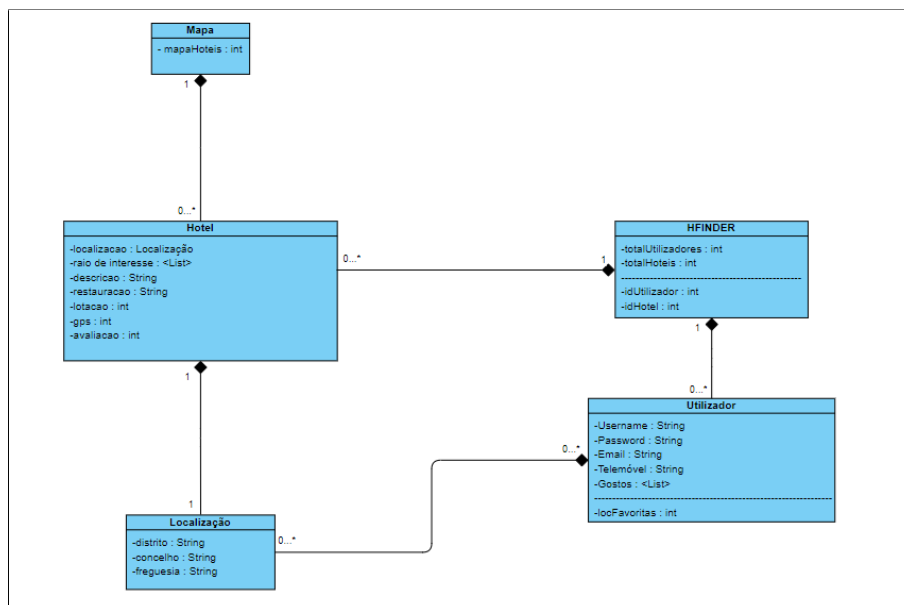 Mapa
- mapaHoteis : int
1
0...*
Hotel
-localizacao : Localização
-raio de interesse : <List>
-descricao : String
-restauracao : String
-lotacao : int
-gps : int
-avaliacao : int
0...*
1
HFINDER
-totalUtilizadores : int
-totalHoteis : int
-idUtilizador : int
-idHotel : int
1
0...*
Utilizador
-Username : String
-Password : String
-Email : String
-Telemóvel : String
-Gostos : <List>
-locFavoritas : int
0...*
1
1
Localização
-distrito : String
-concelho : String
-freguesia : String
0...*